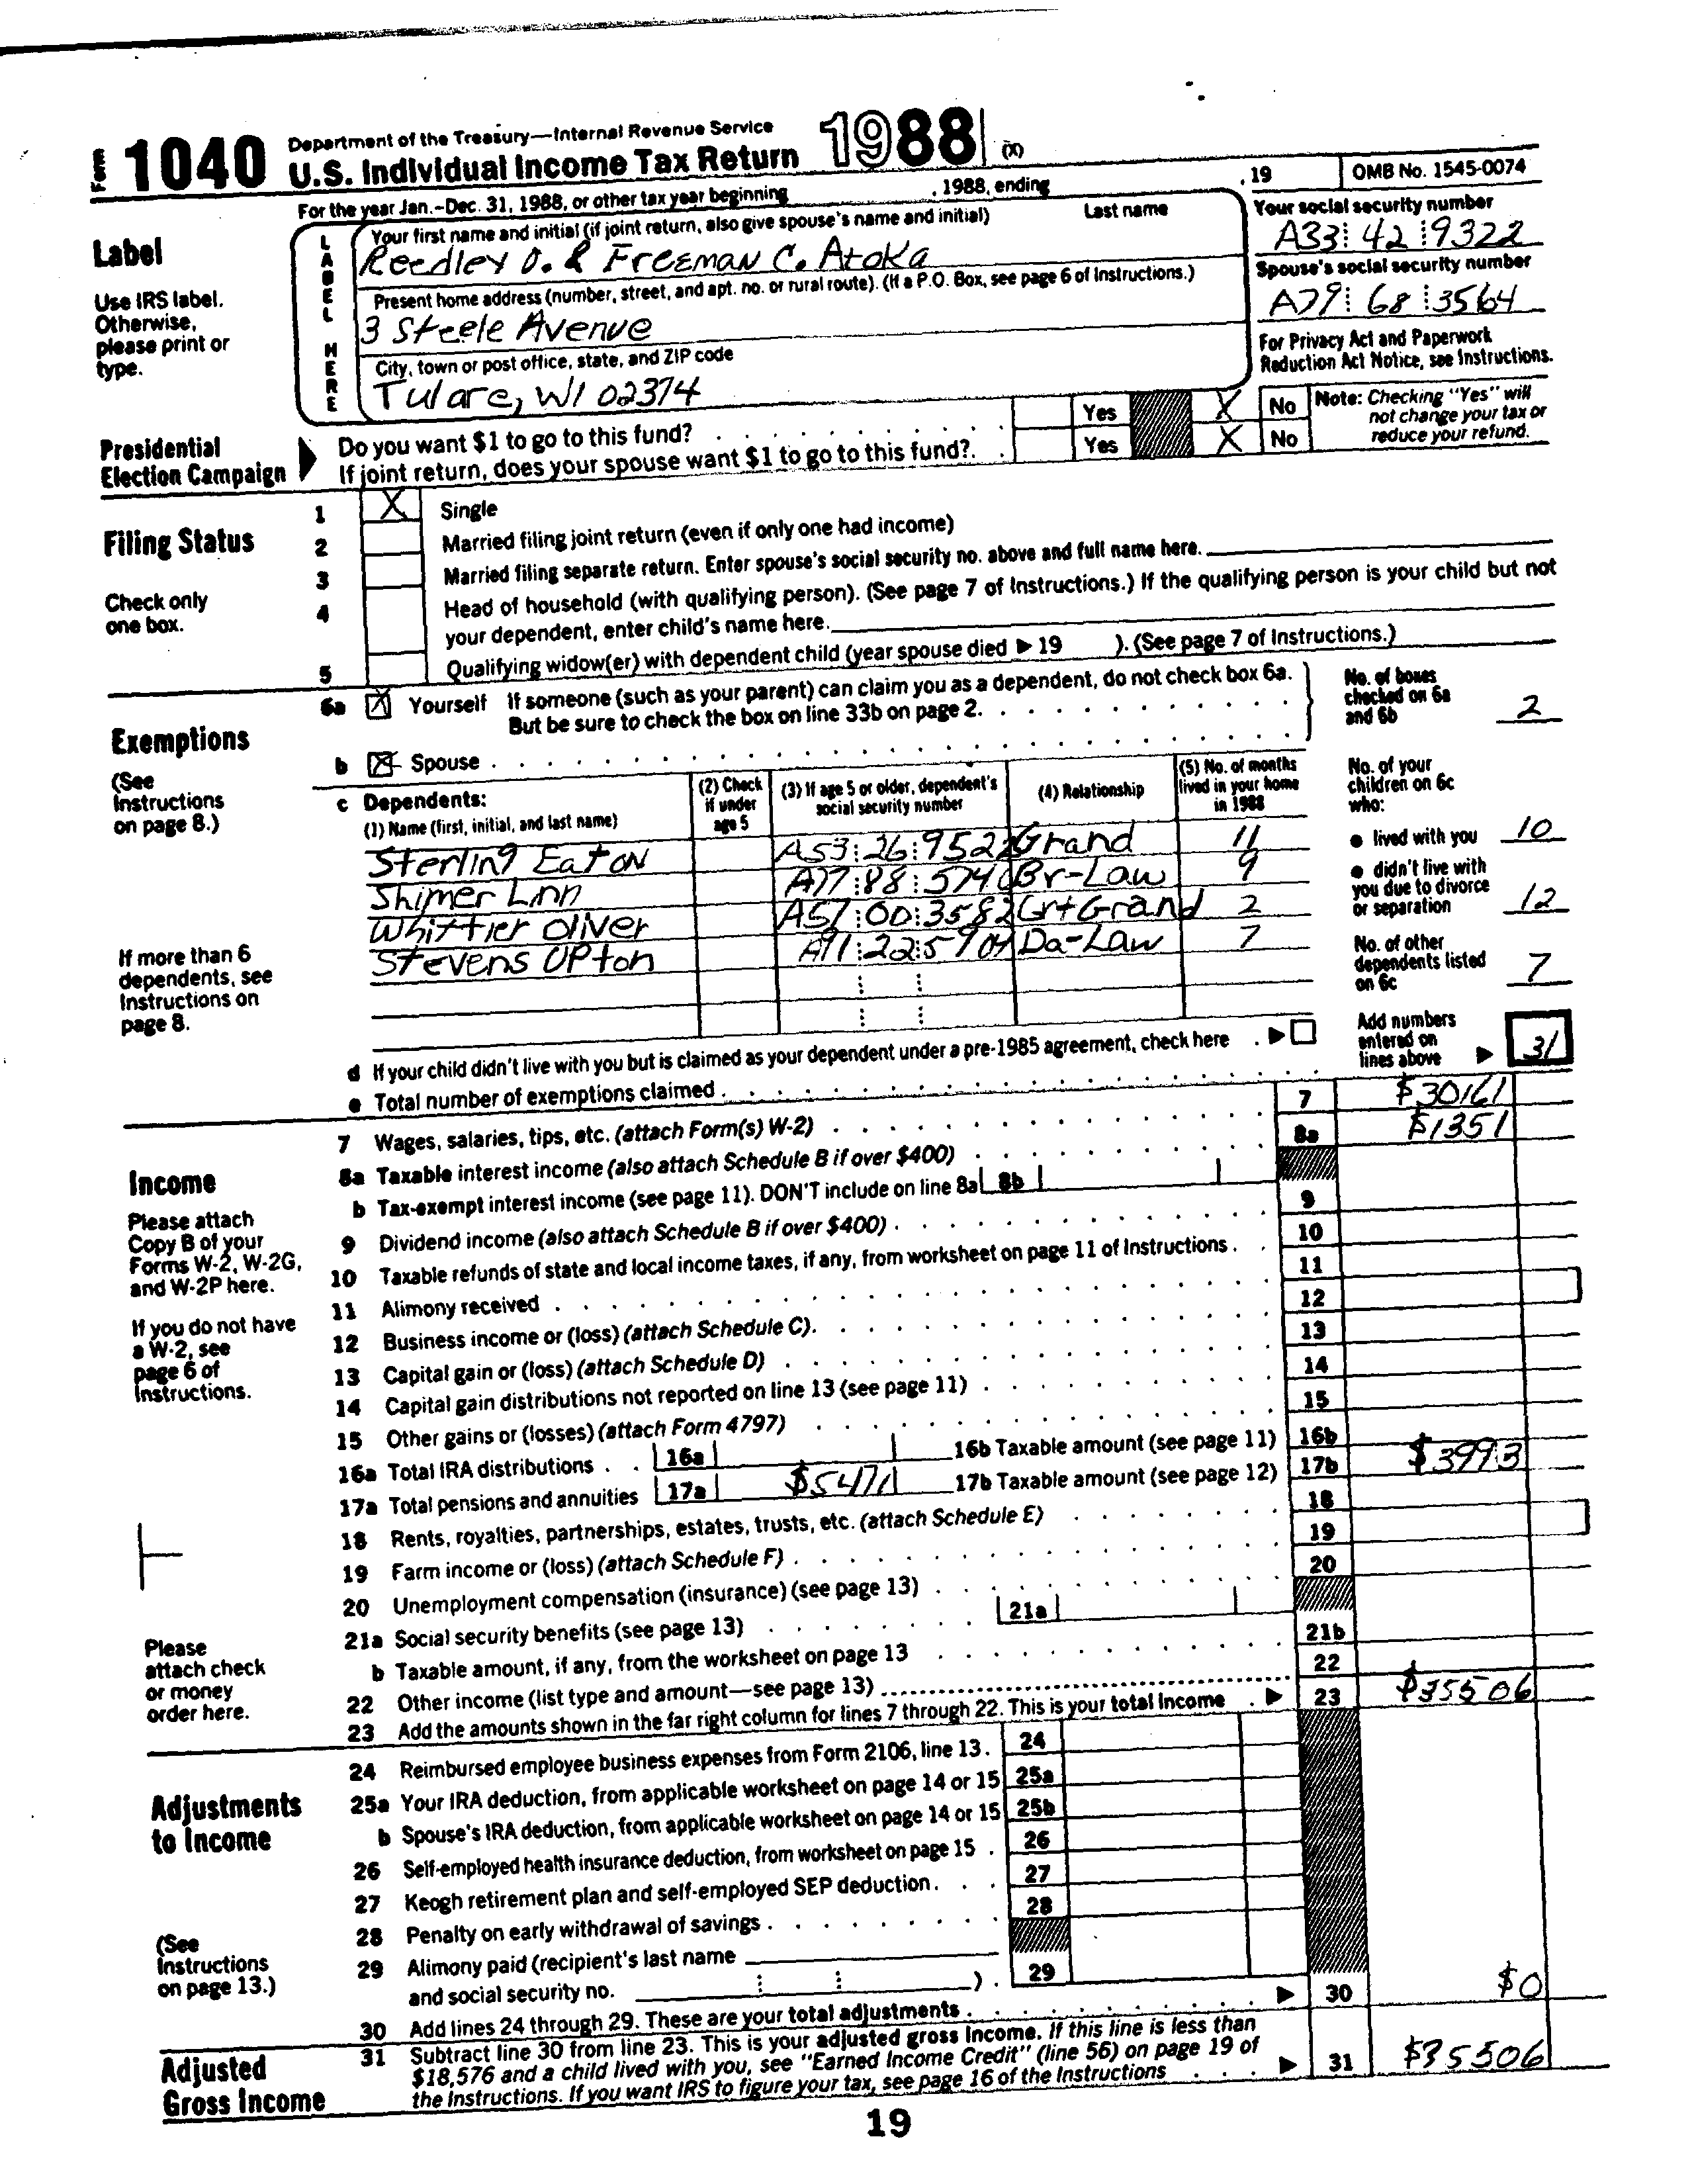 Form 1040 Department of the Treasury—Internal Revenue Service
U.S. Individual Income Tax Return 1988 (X)
For the year Jan.–Dec. 31, 1988, or other tax year beginning , 1988, ending , 19 OMB No. 1545-0074
Label
Use IRS label. Otherwise, please print or type.
LABEL HERE
Your first name and initial (if joint return, also give spouse's name and initial) Last name
Reedley O. & Freeman C. Atoka
Your social security number
A33 42 9322
Present home address (number, street, and apt. no. or rural route). (If a P.O. Box, see page 6 of Instructions.)
3 Steele Avenue
Spouse's social security number
A79 68 3564
City, town or post office, state, and ZIP code
Tulare, WI 02374
For Privacy Act and Paperwork Reduction Act Notice, see Instructions.
Presidential Election Campaign
Do you want $1 to go to this fund? Yes X No
If joint return, does your spouse want $1 to go to this fund? Yes X No
Note: Checking "Yes" will not change your tax or reduce your refund.
Filing Status
Check only one box.
1 X Single
2 Married filing joint return (even if only one had income)
3 Married filing separate return. Enter spouse's social security no. above and full name here.
4 Head of household (with qualifying person). (See page 7 of Instructions.) If the qualifying person is your child but not
your dependent, enter child's name here.
5 Qualifying widow(er) with dependent child (year spouse died ▶ 19 ). (See page 7 of Instructions.)
Exemptions
(See Instructions on page 8.)
6a X Yourself If someone (such as your parent) can claim you as a dependent, do not check box 6a.
But be sure to check the box on line 33b on page 2.
b X Spouse
No. of boxes checked on 6a and 6b 2
c Dependents:
(1) Name (first, initial, and last name) (2) Check if under age 5 (3) If age 5 or older, dependent's social security number (4) Relationship (5) No. of months lived in your home in 1988
Sterling Eaton A53 26 9522 Grand 11
Shimer Linn A77 88 5740 Br-Law 9
Whittier Oliver A57 00 3582 Gr+Grand 2
Stevens Upton A91 22 5904 Da-Law 7
No. of your children on 6c who:
● lived with you 10
● didn't live with you due to divorce or separation 12
No. of other dependents listed on 6c 7
If more than 6 dependents, see Instructions on page 8.
d If your child didn't live with you but is claimed as your dependent under a pre-1985 agreement, check here ▶
e Total number of exemptions claimed
Add numbers entered on lines above ▶ 31
Income
Please attach Copy B of your Forms W-2, W-2G, and W-2P here.
If you do not have a W-2, see page 6 of Instructions.
Please attach check or money order here.
7 Wages, salaries, tips, etc. (attach Form(s) W-2) 7 $30161
8a Taxable interest income (also attach Schedule B if over $400) 8a $1351
b Tax-exempt interest income (see page 11). DON'T include on line 8a 8b
9 Dividend income (also attach Schedule B if over $400) 9
10 Taxable refunds of state and local income taxes, if any, from worksheet on page 11 of Instructions 10
11 Alimony received 11
12 Business income or (loss) (attach Schedule C) 12
13 Capital gain or (loss) (attach Schedule D) 13
14 Capital gain distributions not reported on line 13 (see page 11) 14
15 Other gains or (losses) (attach Form 4797) 15
16a Total IRA distributions 16a 16b Taxable amount (see page 11) 16b
17a Total pensions and annuities 17a $5471 17b Taxable amount (see page 12) 17b $3993
18 Rents, royalties, partnerships, estates, trusts, etc. (attach Schedule E) 18
19 Farm income or (loss) (attach Schedule F) 19
20 Unemployment compensation (insurance) (see page 13) 20
21a Social security benefits (see page 13) 21a
b Taxable amount, if any, from the worksheet on page 13 21b
22 Other income (list type and amount—see page 13) 22
23 Add the amounts shown in the far right column for lines 7 through 22. This is your total income ▶ 23 $35506
Adjustments to Income
(See Instructions on page 13.)
24 Reimbursed employee business expenses from Form 2106, line 13. 24
25a Your IRA deduction, from applicable worksheet on page 14 or 15 25a
b Spouse's IRA deduction, from applicable worksheet on page 14 or 15 25b
26 Self-employed health insurance deduction, from worksheet on page 15 26
27 Keogh retirement plan and self-employed SEP deduction 27
28 Penalty on early withdrawal of savings 28
29 Alimony paid (recipient's last name
and social security no. ) 29
30 Add lines 24 through 29. These are your total adjustments ▶ 30 $0
Adjusted Gross Income
31 Subtract line 30 from line 23. This is your adjusted gross income. If this line is less than
$18,576 and a child lived with you, see "Earned Income Credit" (line 56) on page 19 of
the Instructions. If you want IRS to figure your tax, see page 16 of the Instructions ▶ 31 $35506
19